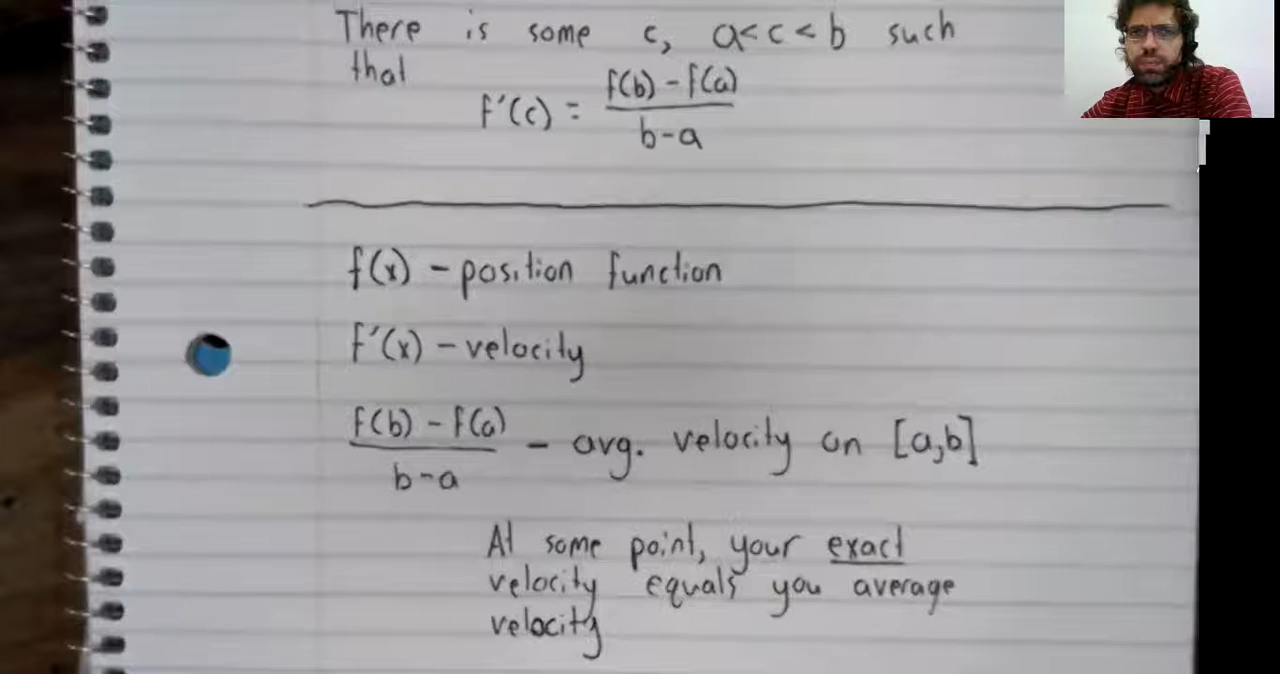 There is some c, a<c<b such
that
f'(c) = f(b)-f(a)
b-a
f(x) - position function
f'(x) - velocity
f(b) - f(a)
b-a
- avg. velocity on [a,b]
At some point, your exact
velocity equals you average
velocity